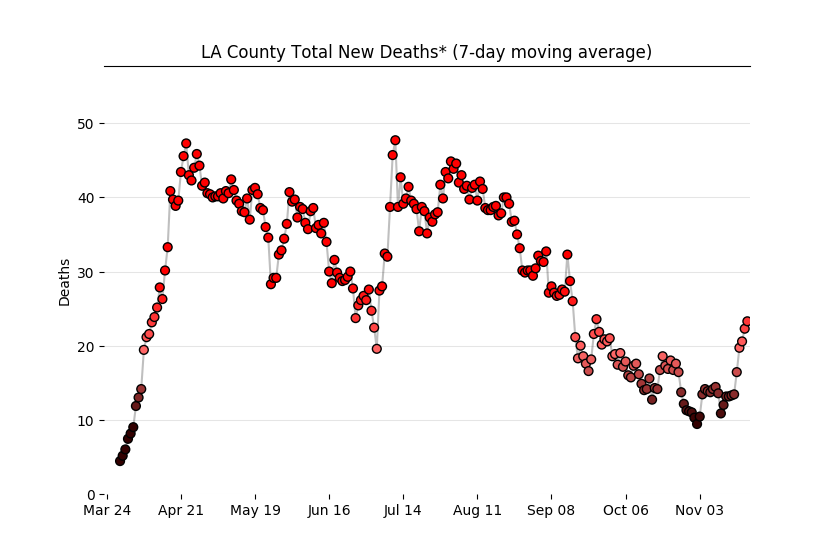 LA County Total New Deaths* (7-day moving average)
50
40
30
20
10
0
Deaths
Mar 24 Apr 21 May 19 Jun 16 Jul 14 Aug 11 Sep 08 Oct 06 Nov 03